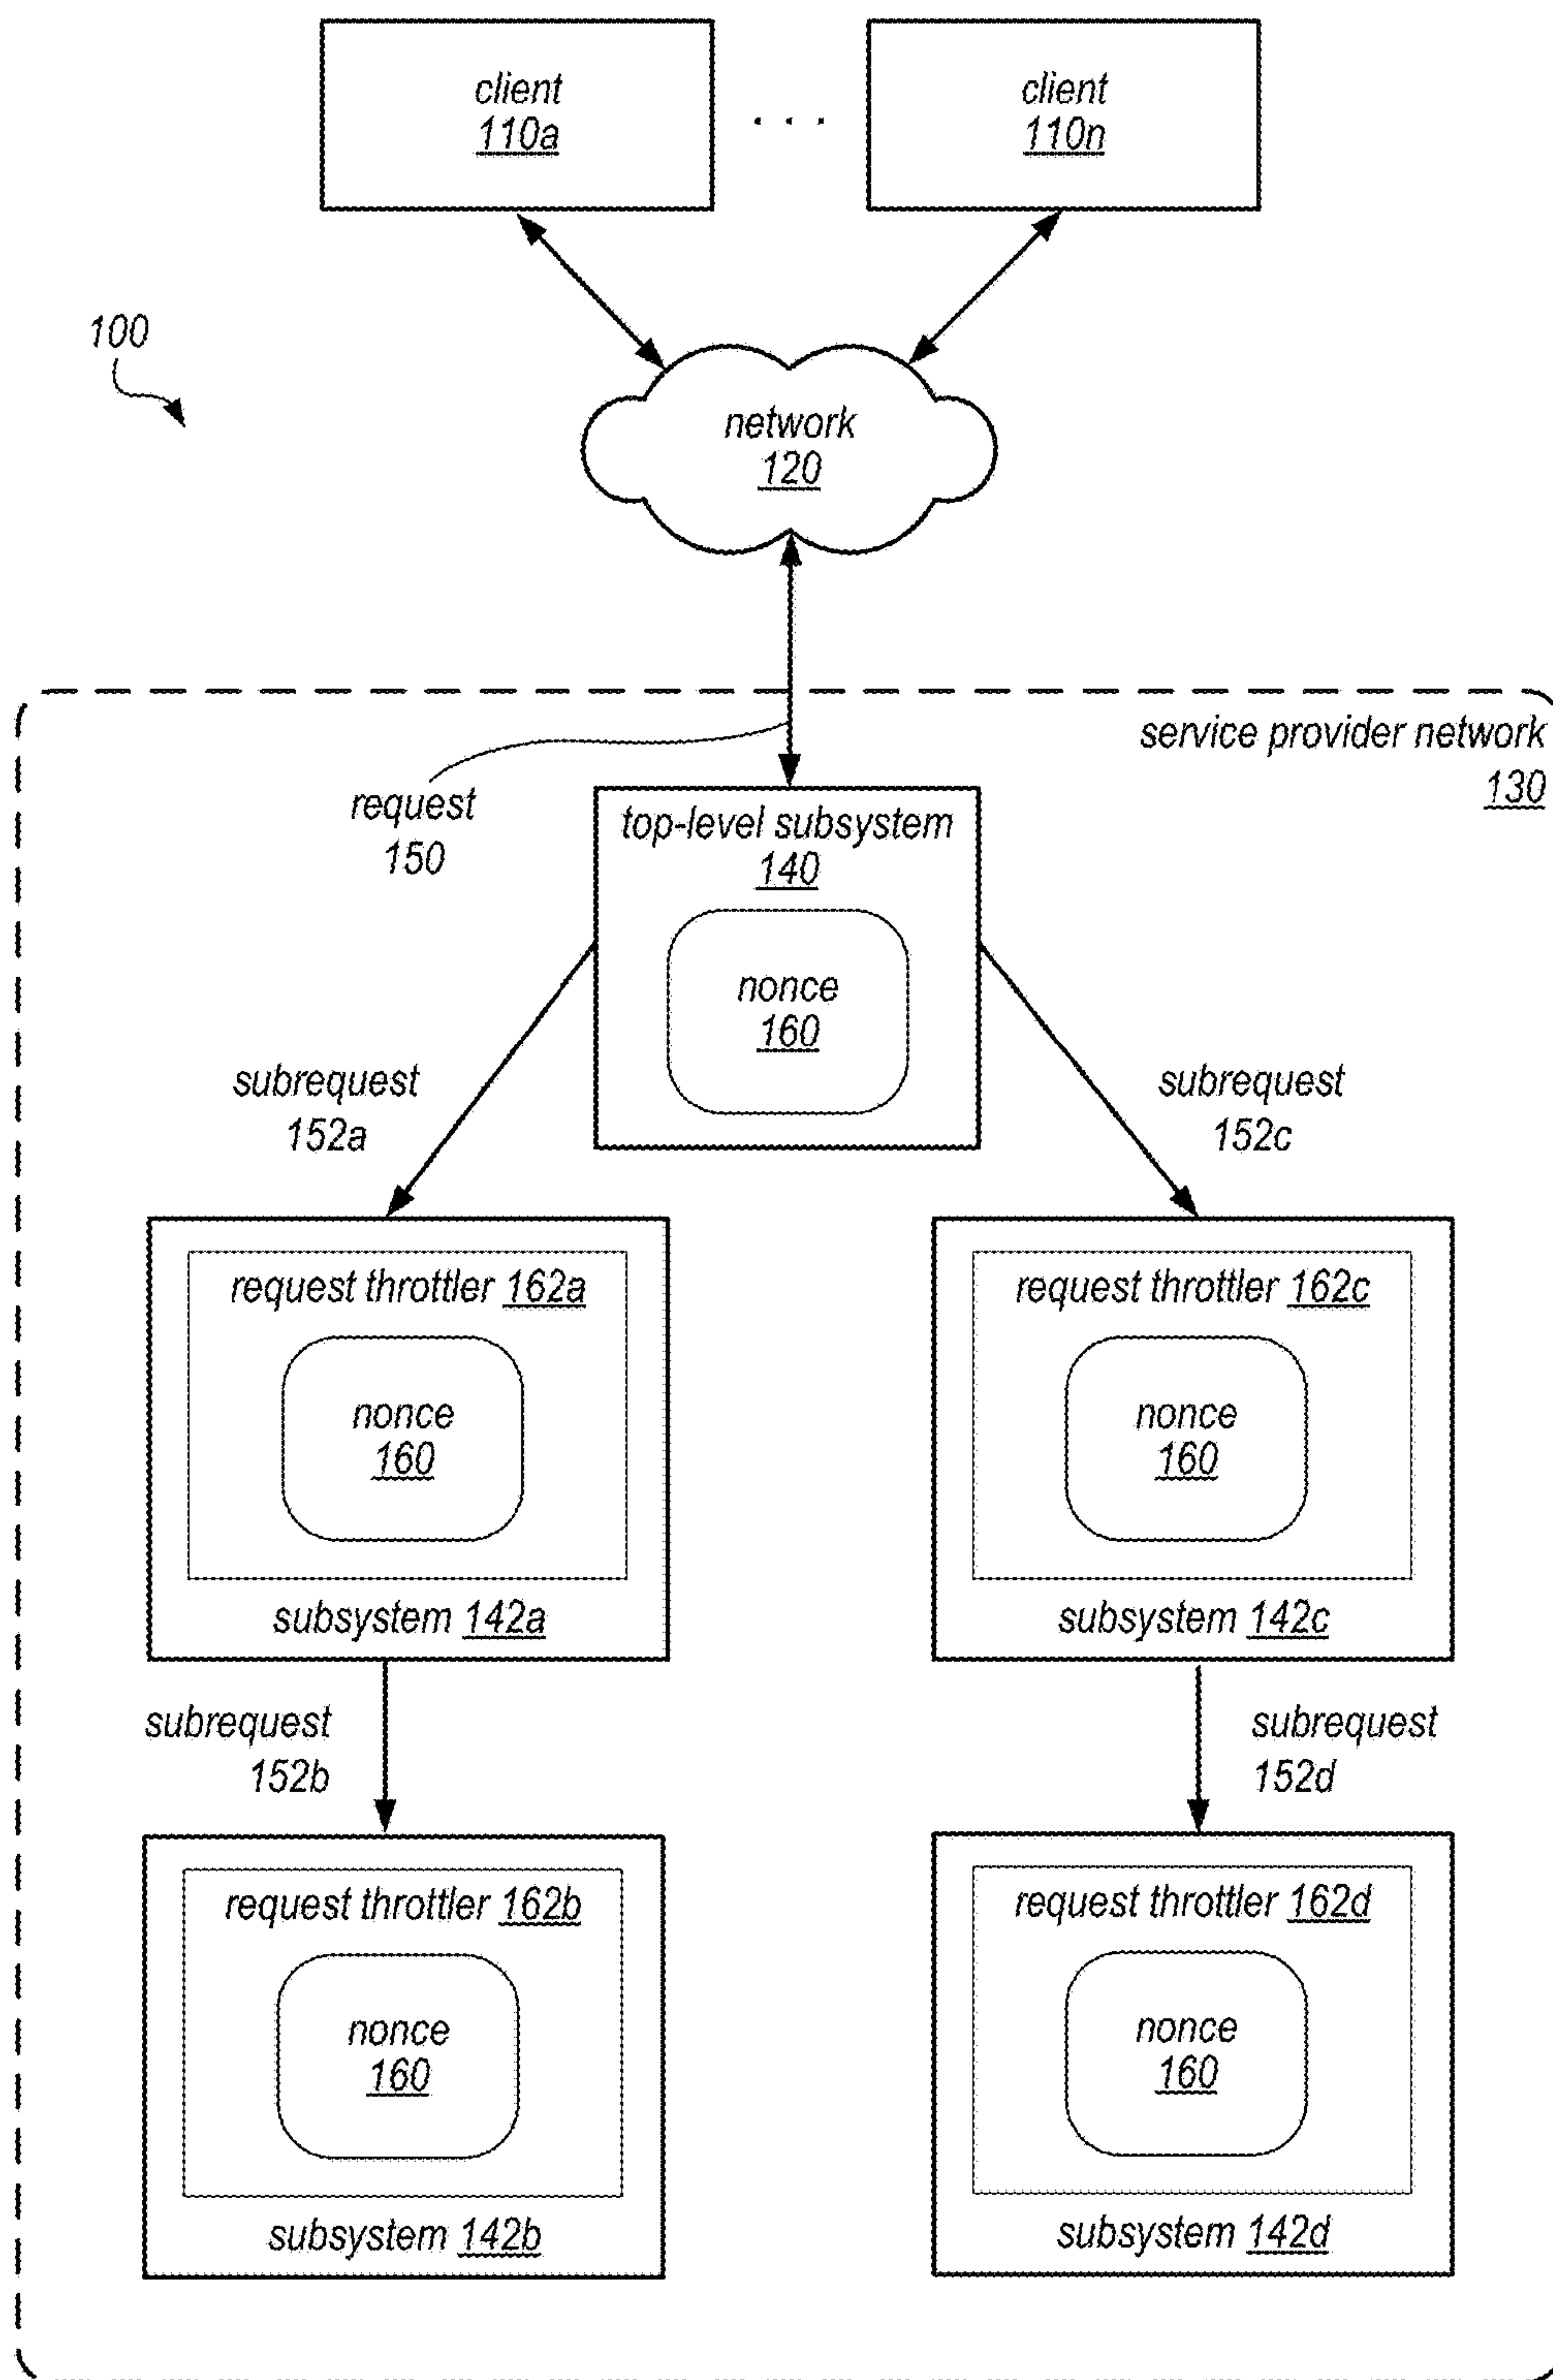 client
110a
. . .
client
110n
100
network
120
service provider network
130
request
150
top-level subsystem
140
nonce
160
subrequest
152a
subrequest
152c
request throttler 162a
nonce
160
subsystem 142a
request throttler 162c
nonce
160
subsystem 142c
subrequest
152b
subrequest
152d
request throttler 162b
nonce
160
subsystem 142b
request throttler 162d
nonce
160
subsystem 142d